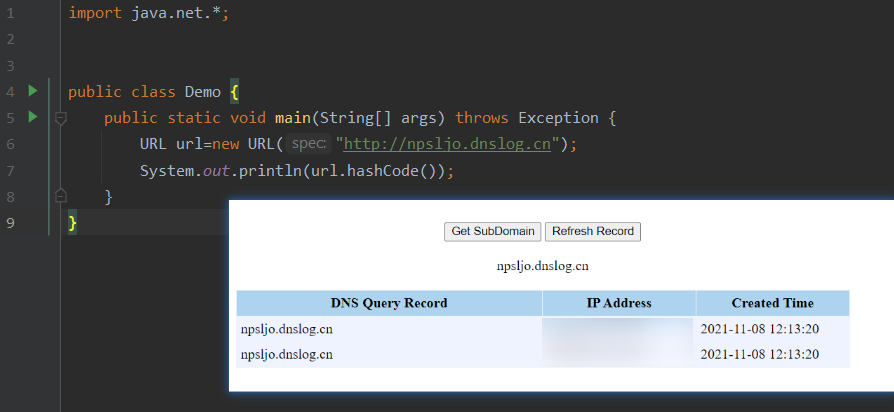 1 import java.net.*;
2
3
4 public class Demo {
5 public static void main(String[] args) throws Exception {
6 URL url=new URL( spec: "http://npsljo.dnslog.cn");
7 System.out.println(url.hashCode());
8 }
9 }
Get SubDomain Refresh Record
npsljo.dnslog.cn
DNS Query Record IP Address Created Time
npsljo.dnslog.cn 2021-11-08 12:13:20
npsljo.dnslog.cn 2021-11-08 12:13:20